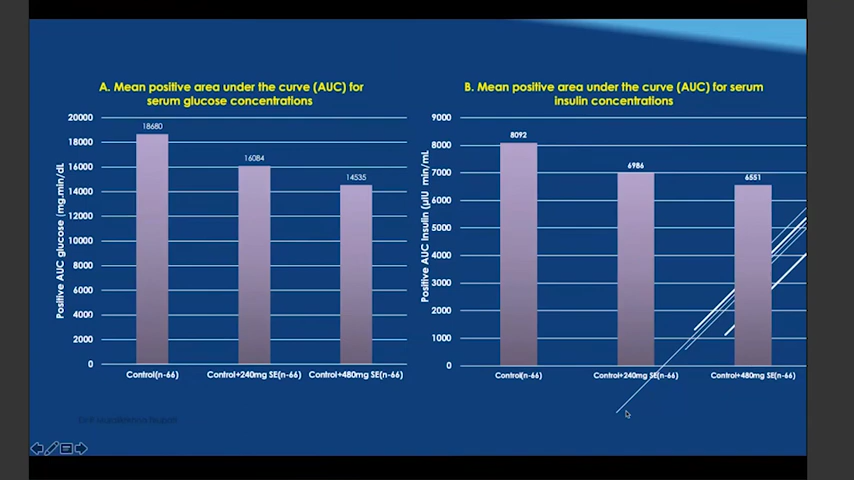 A. Mean positive area under the curve (AUC) for
serum glucose concentrations
20000
18000
16000
14000
12000
10000
8000
6000
4000
2000
0
Positive AUC glucose (mg.min/dL
18680
16084
14535
Control(n-66)
Control+240mg SE(n-66)
Control+480mg SE(n-66)
B. Mean positive area under the curve (AUC) for serum
insulin concentrations
9000
8000
7000
6000
5000
4000
3000
2000
1000
0
Positive AUC insulin (µIU min/mL
8092
6986
6551
Control(n-66)
Control+240mg SE(n-66)
Control+480mg SE(n-66)